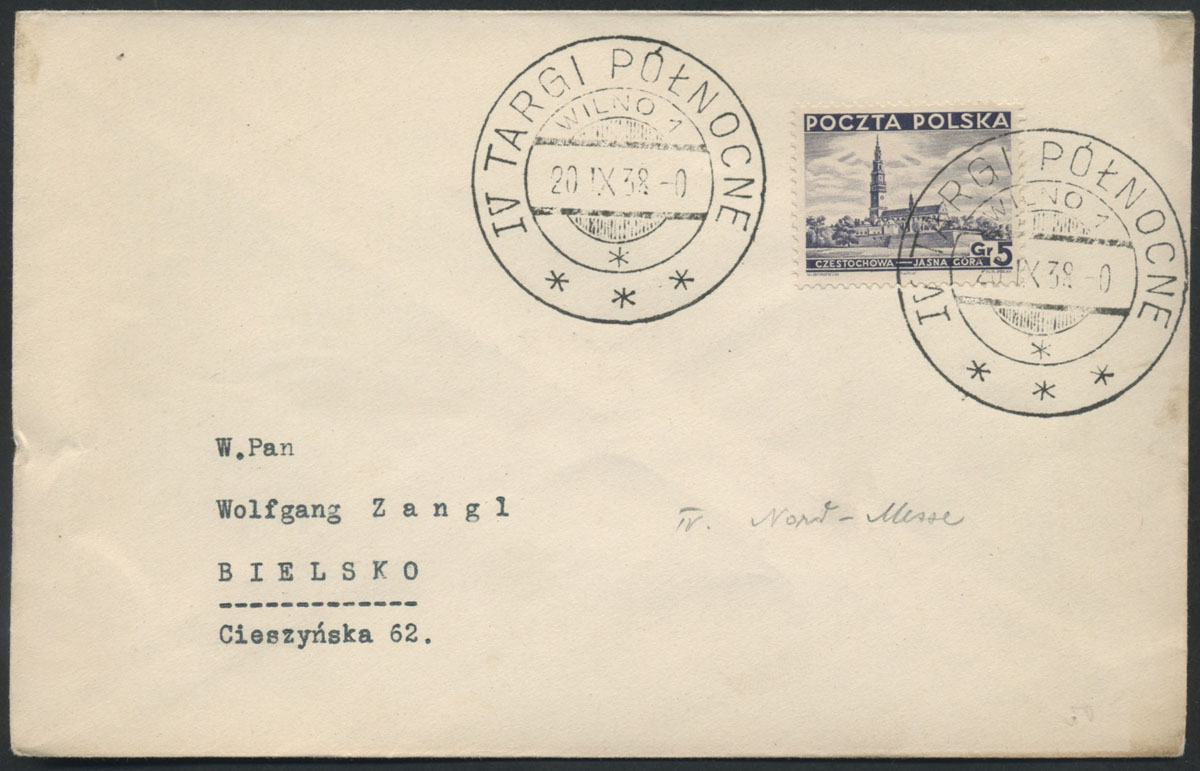 IV TARGI PÓŁNOCNE
WILNO 1
20 IX 38 -0
* * * *
POCZTA POLSKA
Gr 5
CZĘSTOCHOWA — JASNA GÓRA
IV TARGI PÓŁNOCNE
WILNO 1
20 IX 38 -0
* * * *
W.Pan
Wolfgang Zangl
IV. Nord - Messe
BIELSKO
-------------
Cieszyńska 62.